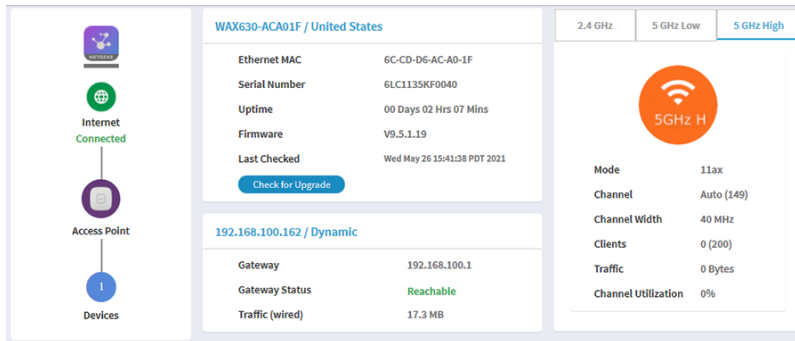 NETGEAR
Internet
Connected
Access Point
1
Devices
WAX630-ACA01F / United States
Ethernet MAC 6C-CD-D6-AC-A0-1F
Serial Number 6LC1135KF0040
Uptime 00 Days 02 Hrs 07 Mins
Firmware V9.5.1.19
Last Checked Wed May 26 15:41:38 PDT 2021
Check for Upgrade
192.168.100.162 / Dynamic
Gateway 192.168.100.1
Gateway Status Reachable
Traffic (wired) 17.3 MB
2.4 GHz 5 GHz Low 5 GHz High
5GHz H
Mode 11ax
Channel Auto (149)
Channel Width 40 MHz
Clients 0 (200)
Traffic 0 Bytes
Channel Utilization 0%